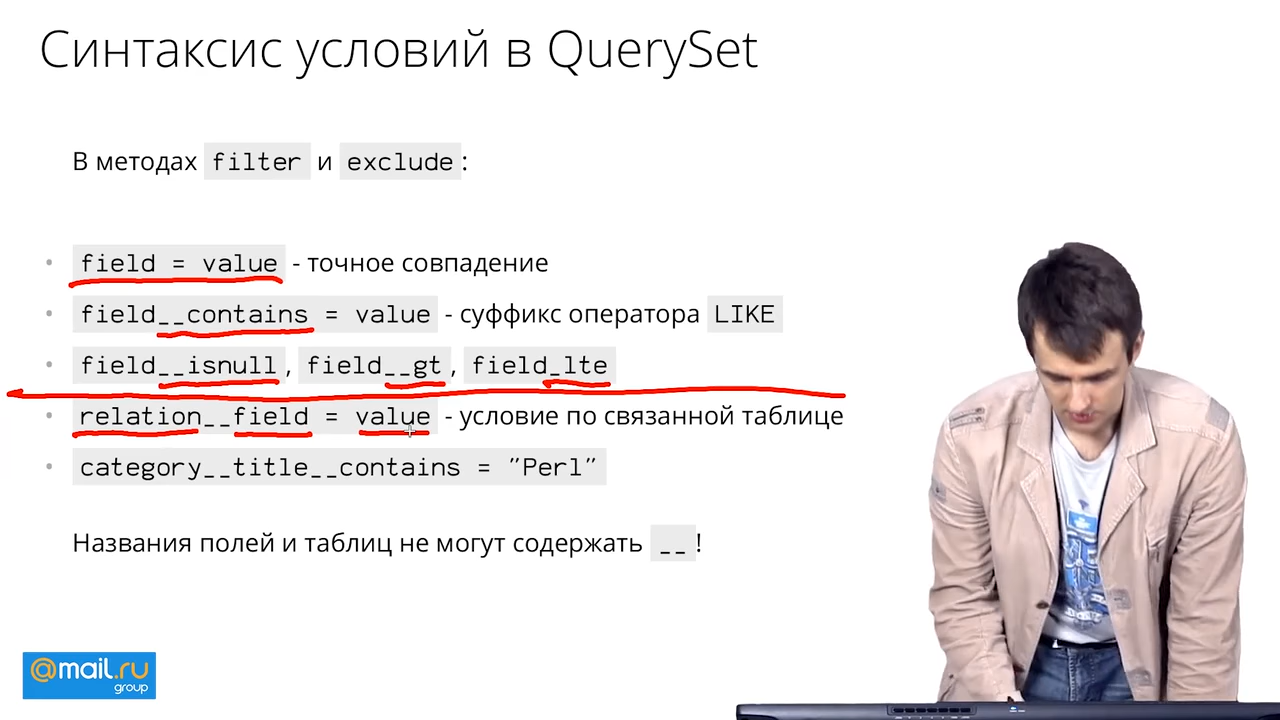 Синтаксис условий в QuerySet
В методах filter и exclude:
• field = value - точное совпадение
• field__contains = value - суффикс оператора LIKE
• field__isnull, field__gt, field_lte
• relation__field = value - условие по связанной таблице
• category__title__contains = "Perl"
Названия полей и таблиц не могут содержать __!
@mail.ru
group